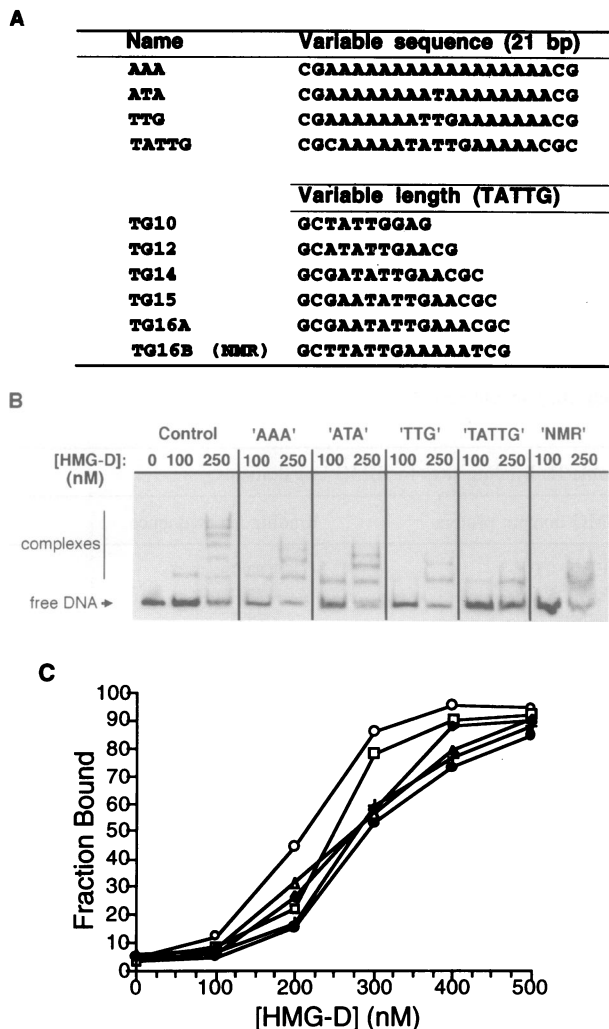 A
Name Variable sequence (21 bp)
AAA CGAAAAAAAAAAAAAAAAACG
ATA CGAAAAAAAATAAAAAAAACG
TTG CGAAAAAAATTGAAAAAAACG
TATTG CGCAAAAATATTGAAAAACGC
Variable length (TATTG)
TG10 GCTATTGGAG
TG12 GCATATTGAACG
TG14 GCGATATTGAACGC
TG15 GCGAATATTGAACGC
TG16A GCGAATATTGAAACGC
TG16B (NMR) GCTTATTGAAAAATCG
B
Control 'AAA' 'ATA' 'TTG' 'TATTG' 'NMR'
[HMG-D]: 0 100 250 100 250 100 250 100 250 100 250 100 250
(nM)
complexes
free DNA
C
100
90
80
70
60
50
40
30
20
10
0
Fraction Bound
0 100 200 300 400 500
[HMG-D] (nM)